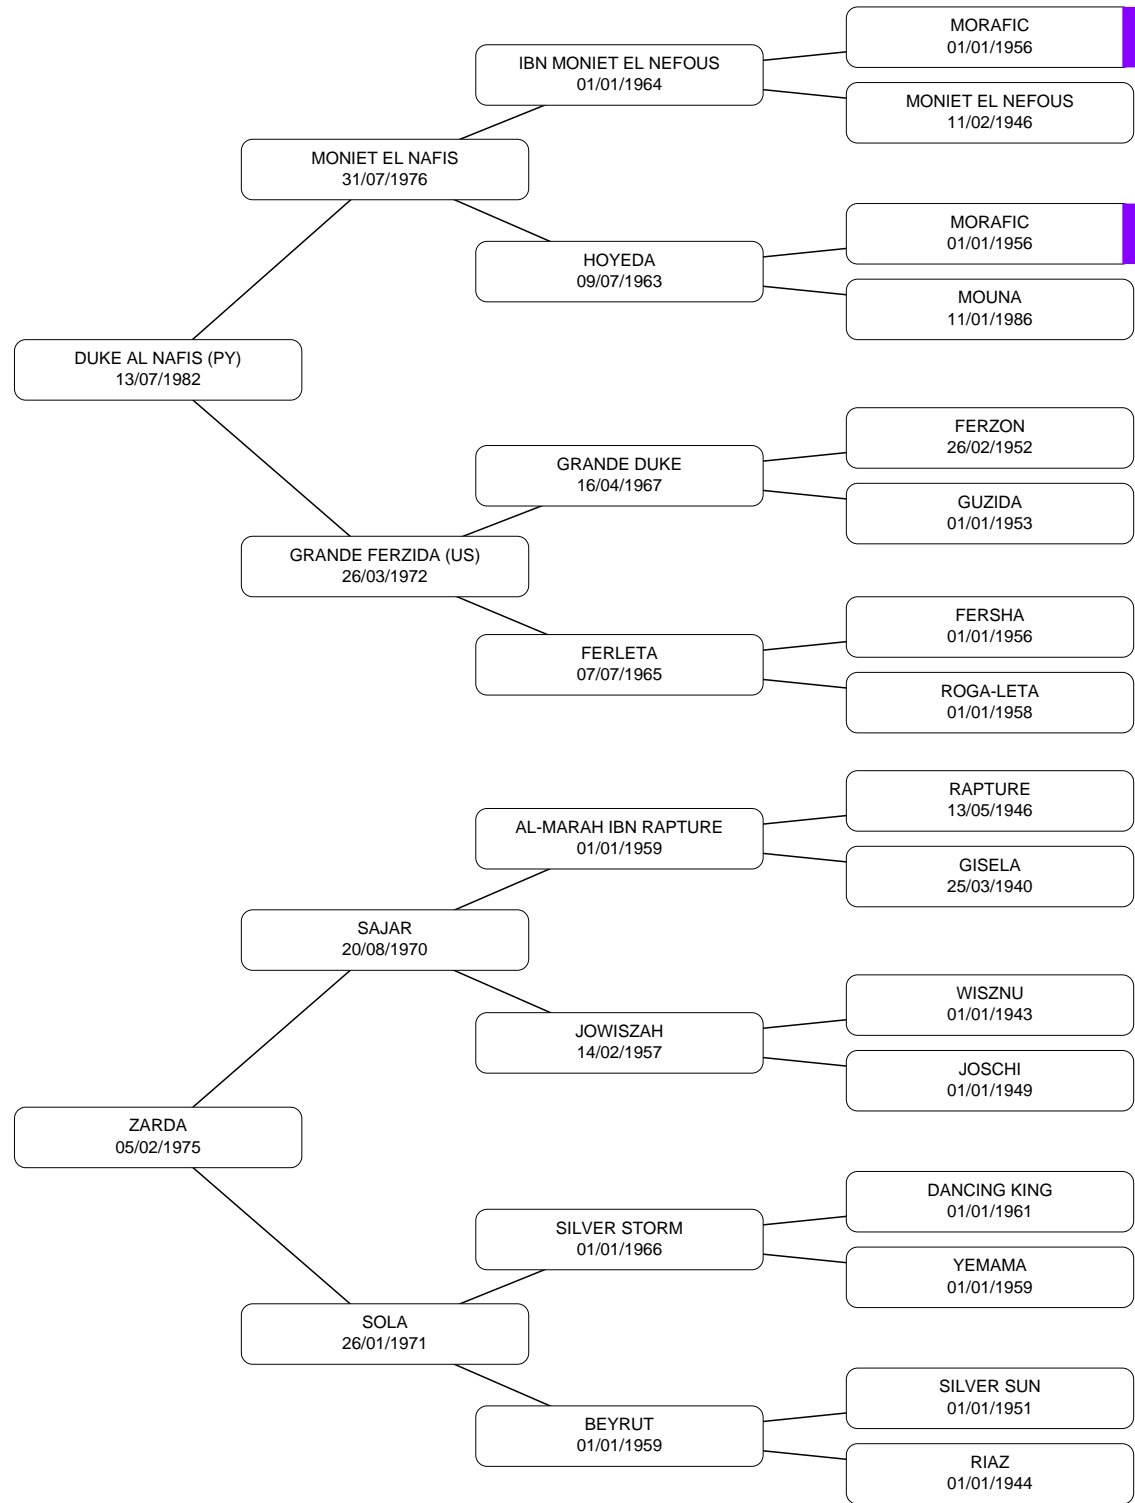 MORAFIC
01/01/1956
IBN MONIET EL NEFOUS
01/01/1964
MONIET EL NEFOUS
11/02/1946
MONIET EL NAFIS
31/07/1976
MORAFIC
01/01/1956
HOYEDA
09/07/1963
MOUNA
11/01/1986
DUKE AL NAFIS (PY)
13/07/1982
FERZON
26/02/1952
GRANDE DUKE
16/04/1967
GUZIDA
01/01/1953
GRANDE FERZIDA (US)
26/03/1972
FERSHA
01/01/1956
FERLETA
07/07/1965
ROGA-LETA
01/01/1958
RAPTURE
13/05/1946
AL-MARAH IBN RAPTURE
01/01/1959
GISELA
25/03/1940
SAJAR
20/08/1970
WISZNU
01/01/1943
JOWISZAH
14/02/1957
JOSCHI
01/01/1949
ZARDA
05/02/1975
DANCING KING
01/01/1961
SILVER STORM
01/01/1966
YEMAMA
01/01/1959
SOLA
26/01/1971
SILVER SUN
01/01/1951
BEYRUT
01/01/1959
RIAZ
01/01/1944